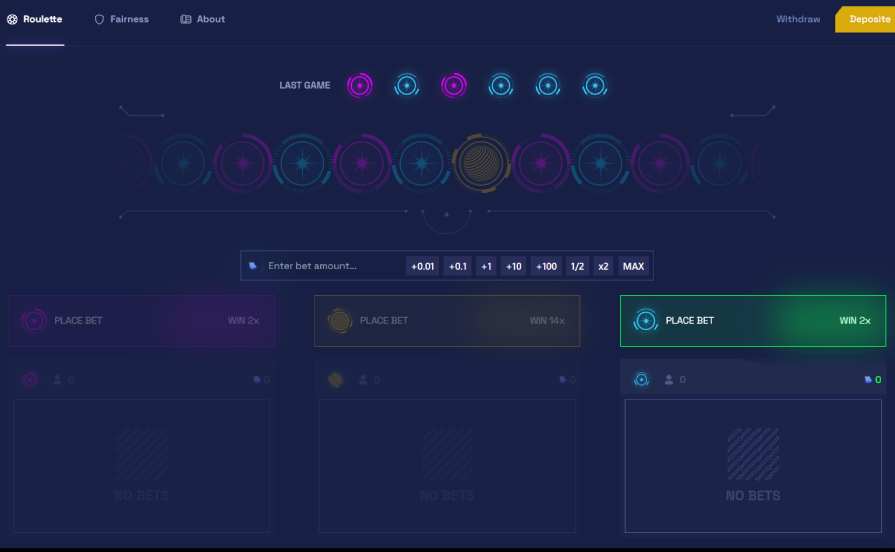 Roulette Fairness About Withdraw Deposite
LAST GAME
Enter bet amount... +0.01 +0.1 +1 +10 +100 1/2 x2 MAX
PLACE BET WIN 2x PLACE BET WIN 14x PLACE BET WIN 2x
0 0 0 0 0 0
NO BETS NO BETS NO BETS